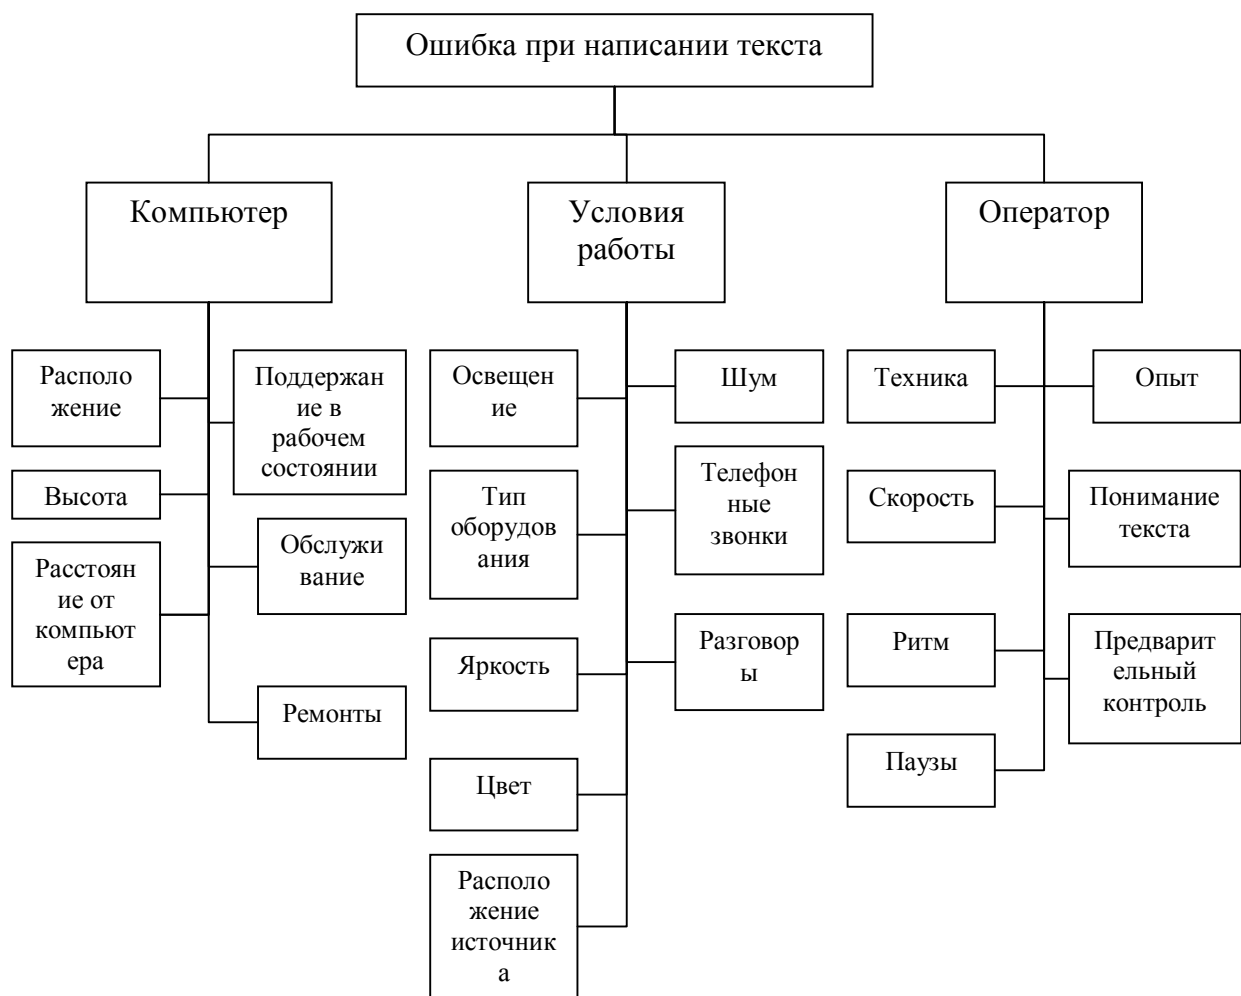 Ошибка при написании текста
Компьютер
Условия
работы
Оператор
Располо
жение
Поддержан
ие в
рабочем
состоянии
Высота
Обслужи
вание
Расстоян
ие от
компьют
ера
Ремонты
Освещен
ие
Шум
Тип
оборудов
ания
Телефон
ные
звонки
Яркость
Разговор
ы
Цвет
Располо
жение
источник
а
Техника
Опыт
Скорость
Понимание
текста
Ритм
Предварит
ельный
контроль
Паузы